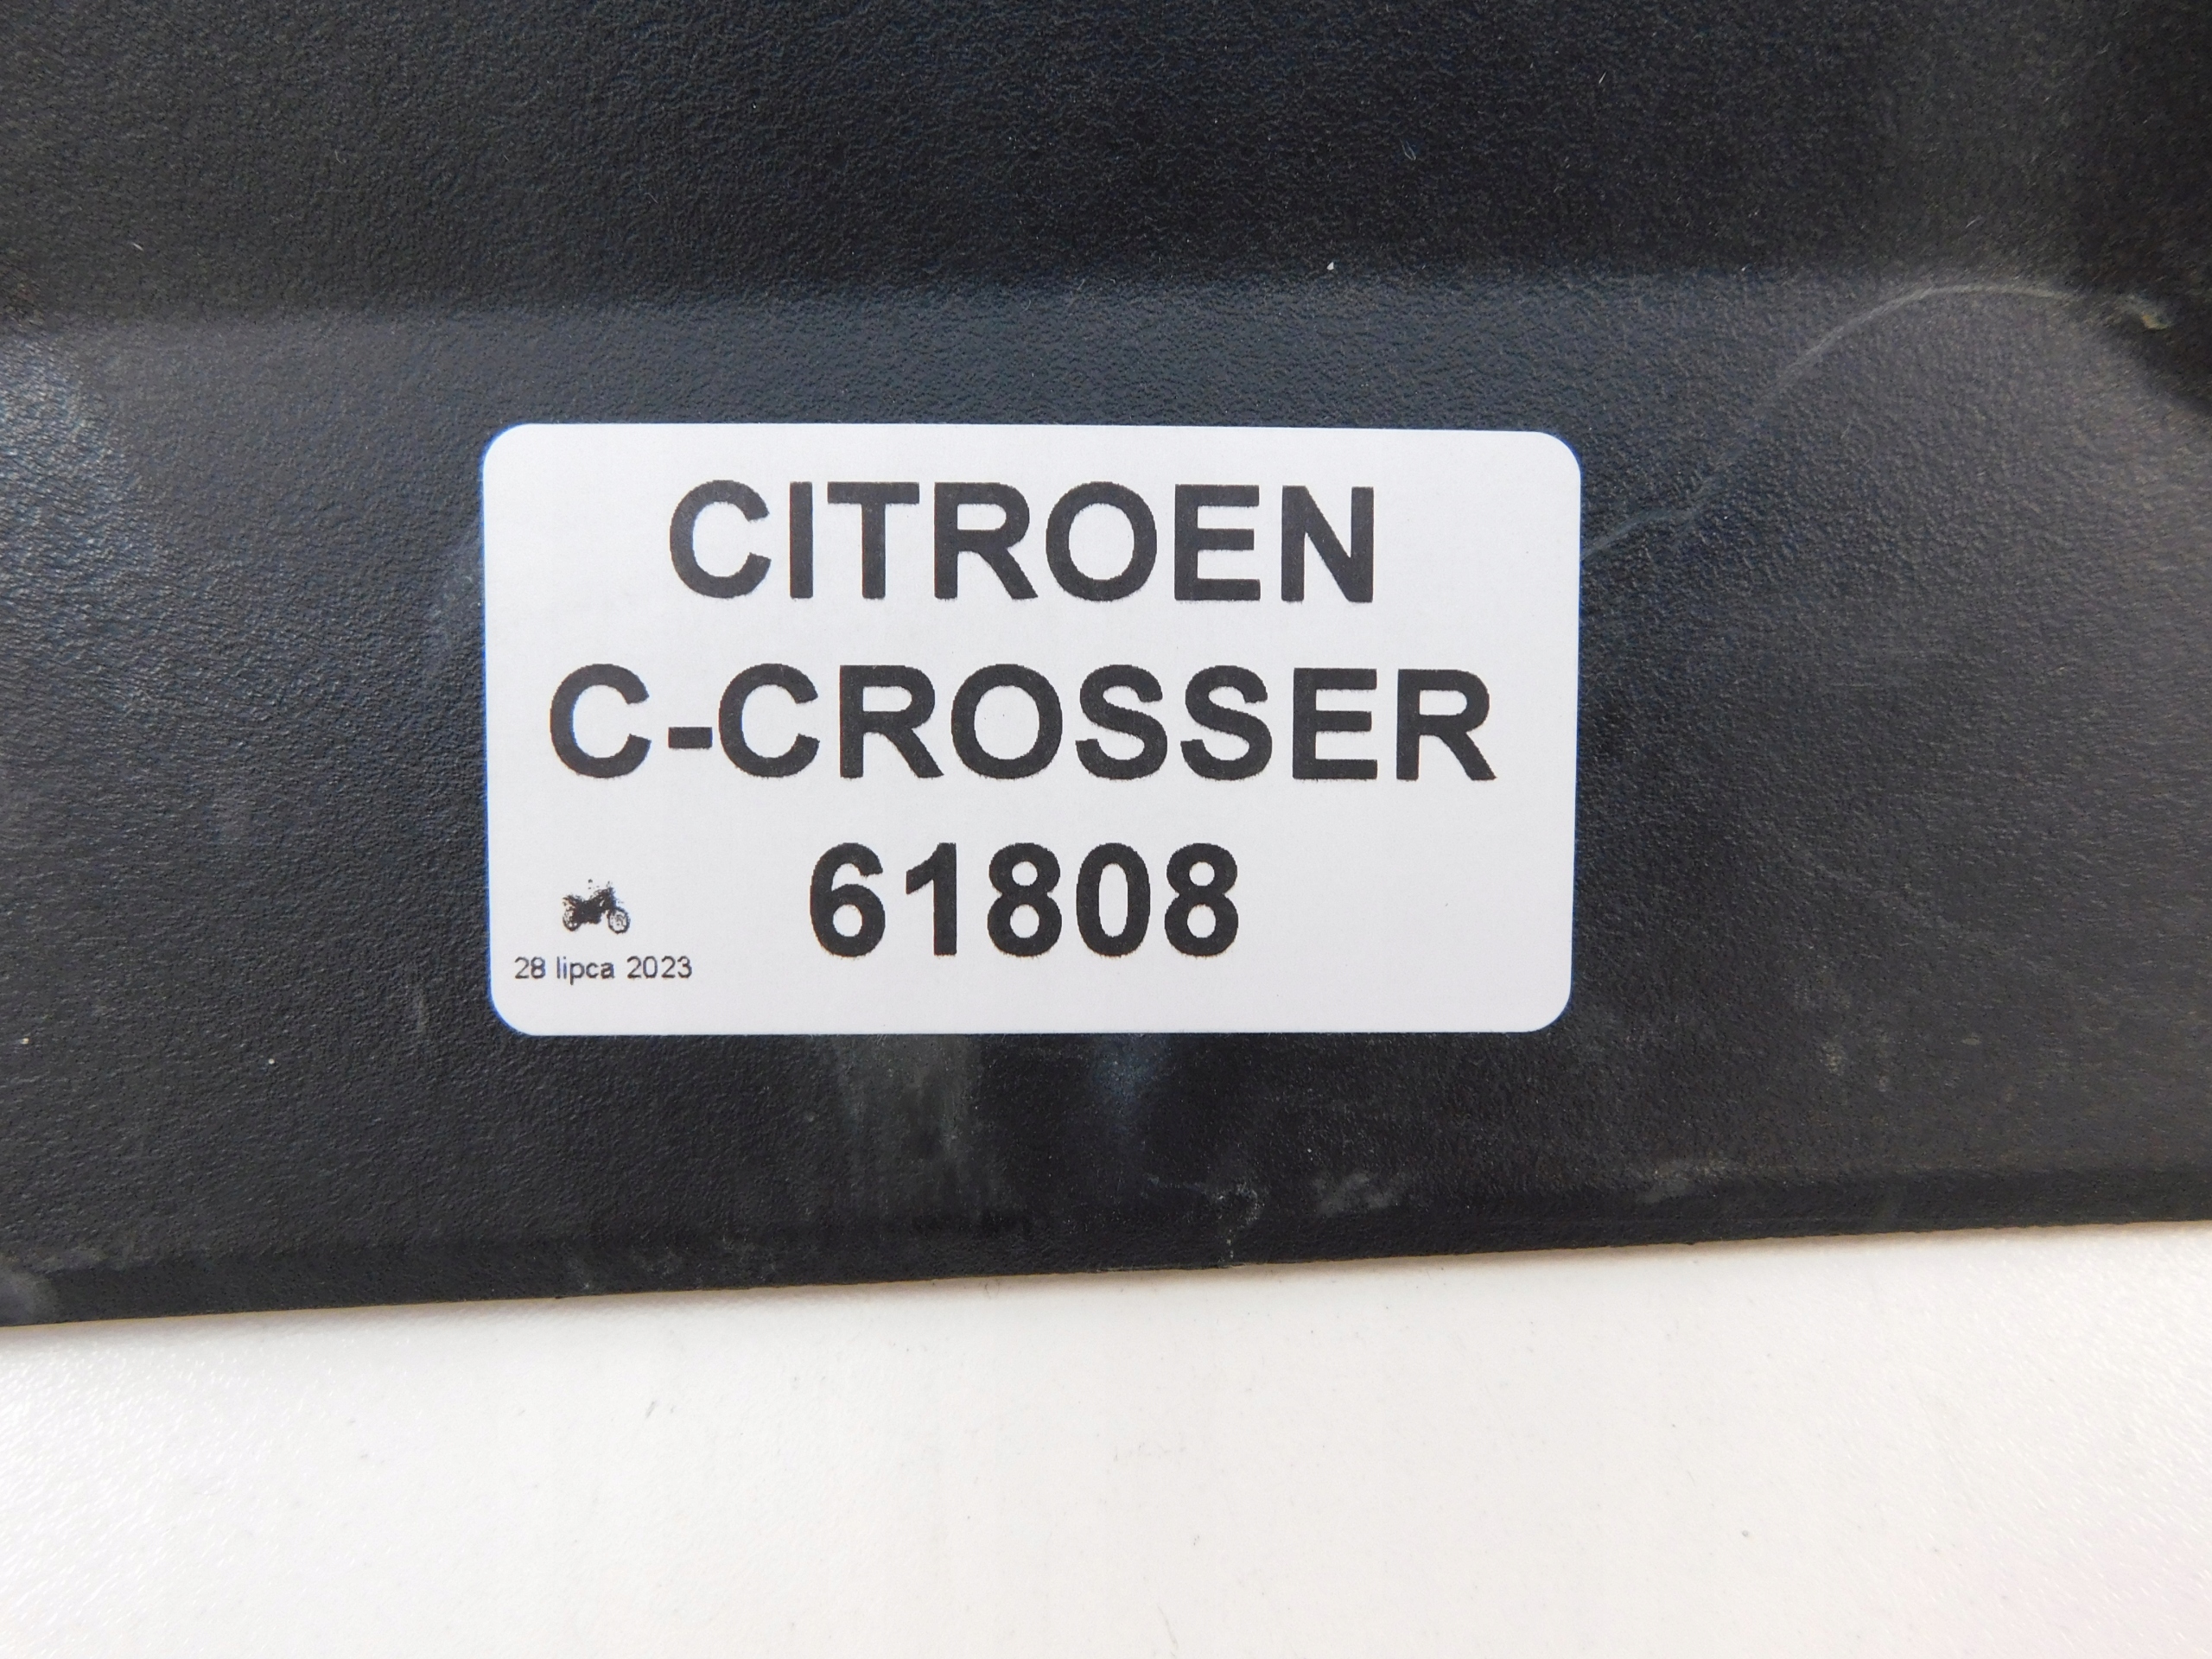 CITROEN
C-CROSSER
61808
28 lipca 2023